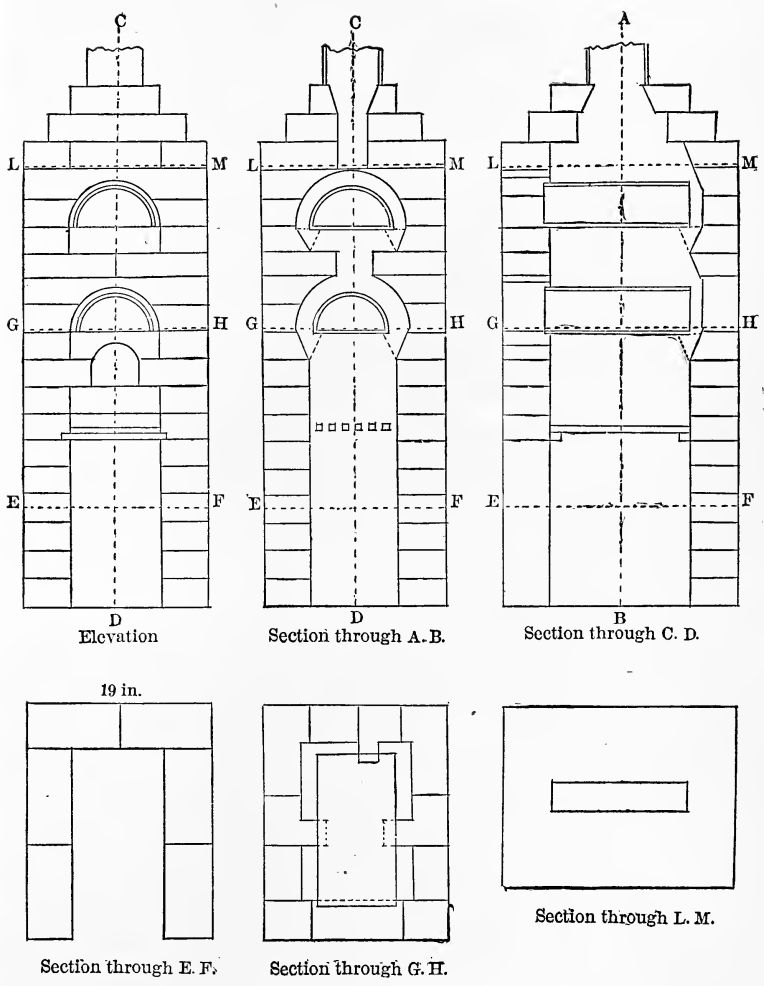 C
C
A
L
M
L
M
L
M
G
H
G
H
G
H
E
F
E
F
E
F
D
D
B
Elevation
Section through A. B.
Section through C. D.
19 in.
Section through E. F.
Section through G. H.
Section through L. M.